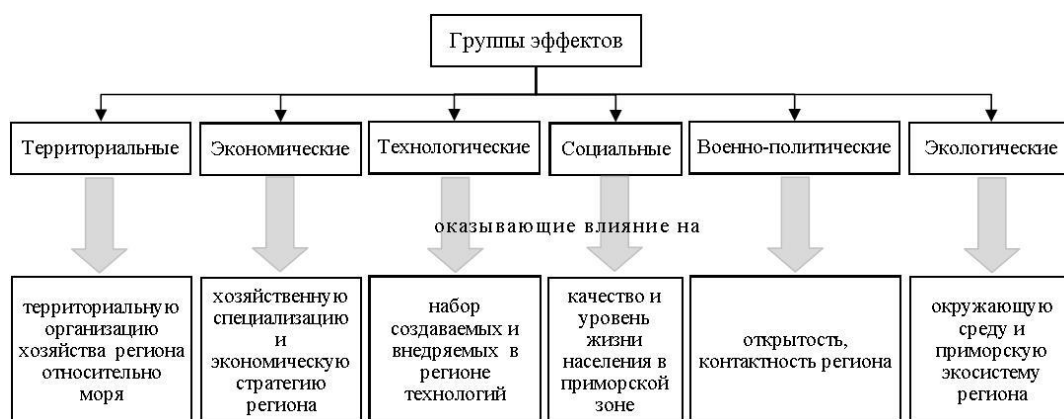 Группы эффектов
Территориальные
Экономические
Технологические
Социальные
Военно-политические
Экологические
оказывающие влияние на
территориальную
организацию
хозяйства региона
относительно
моря
хозяйственную
специализацию
и
экономическую
стратегию
региона
набор
создаваемых и
внедряемых в
регионе
технологий
качество и
уровень
жизни
населения в
приморской
зоне
открытость,
контактность региона
окружающую
среду и
приморскую
экосистему
региона